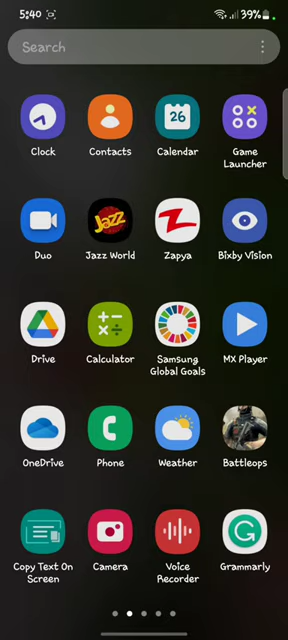 5:40
39%
Search
Clock
Contacts
26
Calendar
Game
Launcher
Duo
Jazz
Jazz World
Zapya
Bixby Vision
Drive
Calculator
Samsung
Global Goals
MX Player
OneDrive
Phone
Weather
Battleops
Copy Text On
Screen
Camera
Voice
Recorder
Grammarly